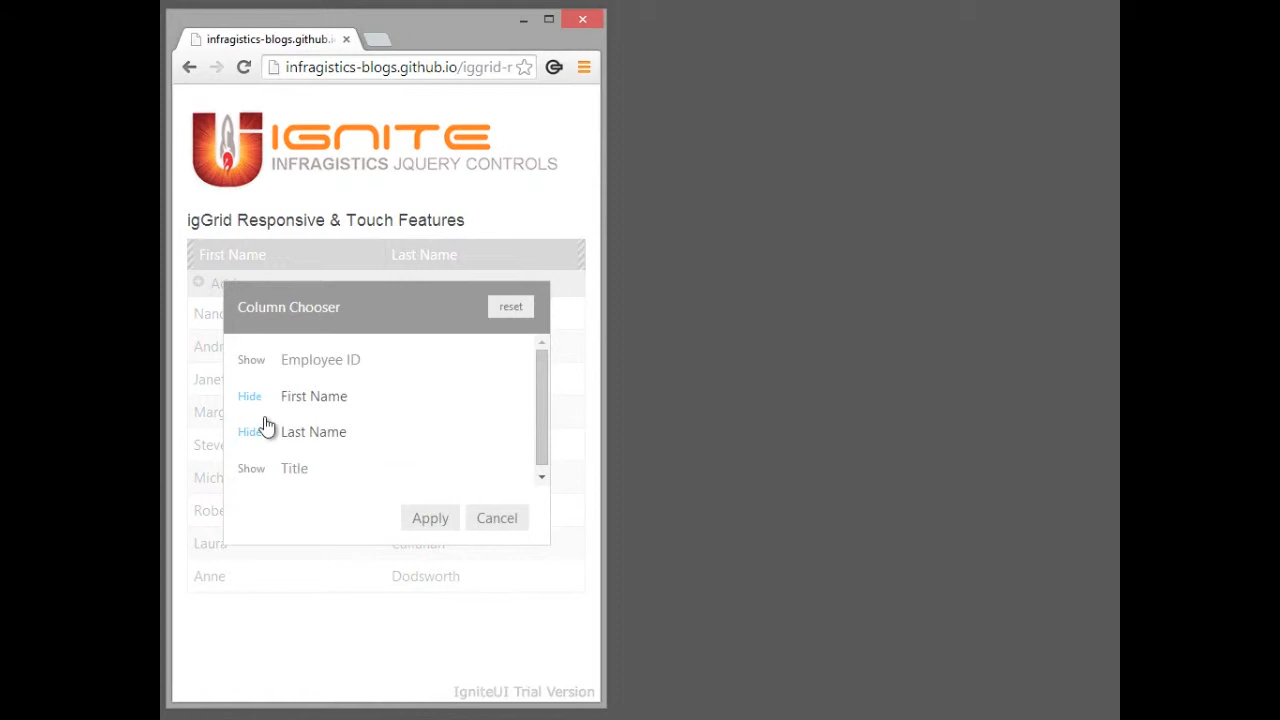 infragistics-blogs.github.i
infragistics-blogs.github.io/iggrid-r
IGNITE
INFRAGISTICS JQUERY CONTROLS
igGrid Responsive & Touch Features
First Name Last Name
Column Chooser reset
Show Employee ID
Hide First Name
Hide Last Name
Show Title
Apply Cancel
Laura Callahan
Anne Dodsworth
IgniteUI Trial Version